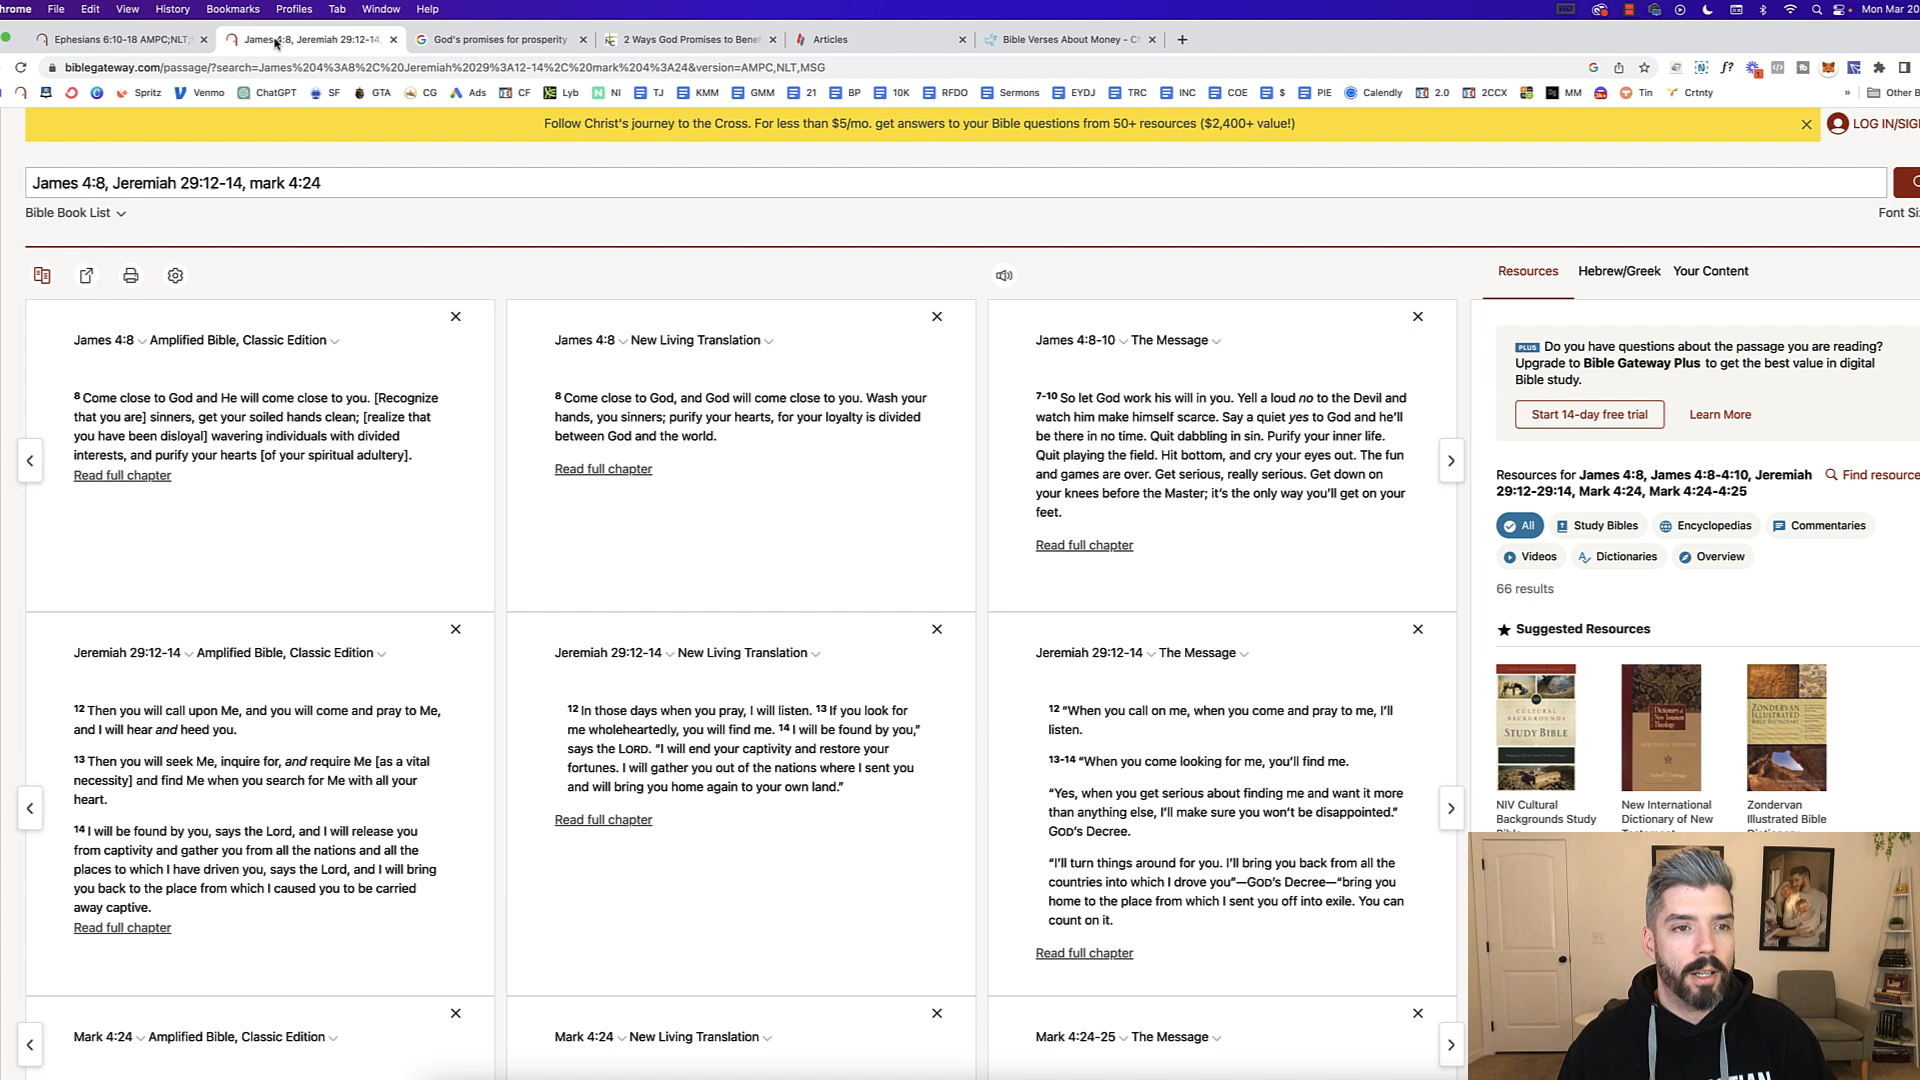 hrome File Edit View History Bookmarks Profiles Tab Window Help Mon Mar 20
Ephesians 6:10-18 AMPC;NLT; James 4:8, Jeremiah 29:12-14, God's promises for prosperity 2 Ways God Promises to Bene Articles Bible Verses About Money - C
biblegateway.com/passage/?search=James%204%3A8%2C%20Jeremiah%2029%3A12-14%2C%20mark%204%3A24&version=AMPC,NLT,MSG
Spritz Venmo ChatGPT SF GTA CG Ads CF Lyb NI TJ KMM GMM 21 BP 10K RFDO Sermons EYDJ TRC INC COE $ PIE Calendly 2.0 2CCX MM Tin Crtnty » Other B
Follow Christ's journey to the Cross. For less than $5/mo. get answers to your Bible questions from 50+ resources ($2,400+ value!)
LOG IN/SIG
James 4:8, Jeremiah 29:12-14, mark 4:24
Bible Book List
Font Si
Resources Hebrew/Greek Your Content
James 4:8 Amplified Bible, Classic Edition
8 Come close to God and He will come close to you. [Recognize
that you are] sinners, get your soiled hands clean; [realize that
you have been disloyal] wavering individuals with divided
interests, and purify your hearts [of your spiritual adultery].
Read full chapter
James 4:8 New Living Translation
8 Come close to God, and God will come close to you. Wash your
hands, you sinners; purify your hearts, for your loyalty is divided
between God and the world.
Read full chapter
James 4:8-10 The Message
7-10 So let God work his will in you. Yell a loud no to the Devil and
watch him make himself scarce. Say a quiet yes to God and he'll
be there in no time. Quit dabbling in sin. Purify your inner life.
Quit playing the field. Hit bottom, and cry your eyes out. The fun
and games are over. Get serious, really serious. Get down on
your knees before the Master; it's the only way you'll get on your
feet.
Read full chapter
PLUS Do you have questions about the passage you are reading?
Upgrade to Bible Gateway Plus to get the best value in digital
Bible study.
Start 14-day free trial Learn More
Resources for James 4:8, James 4:8-4:10, Jeremiah
29:12-29:14, Mark 4:24, Mark 4:24-4:25
Find resource
All Study Bibles Encyclopedias Commentaries
Videos Dictionaries Overview
66 results
Suggested Resources
Jeremiah 29:12-14 Amplified Bible, Classic Edition
12 Then you will call upon Me, and you will come and pray to Me,
and I will hear and heed you.
13 Then you will seek Me, inquire for, and require Me [as a vital
necessity] and find Me when you search for Me with all your
heart.
14 I will be found by you, says the Lord, and I will release you
from captivity and gather you from all the nations and all the
places to which I have driven you, says the Lord, and I will bring
you back to the place from which I caused you to be carried
away captive.
Read full chapter
Jeremiah 29:12-14 New Living Translation
12 In those days when you pray, I will listen. 13 If you look for
me wholeheartedly, you will find me. 14 I will be found by you,”
says the LORD. “I will end your captivity and restore your
fortunes. I will gather you out of the nations where I sent you
and will bring you home again to your own land.”
Read full chapter
Jeremiah 29:12-14 The Message
12 “When you call on me, when you come and pray to me, I'll
listen.
13-14 “When you come looking for me, you'll find me.
“Yes, when you get serious about finding me and want it more
than anything else, I'll make sure you won't be disappointed.”
GOD's Decree.
“I'll turn things around for you. I'll bring you back from all the
countries into which I drove you”—GOD's Decree—“bring you
home to the place from which I sent you off into exile. You can
count on it.
Read full chapter
CULTURAL
BACKGROUNDS
STUDY BIBLE
ZONDERVAN
ILLUSTRATED
NIV Cultural
Backgrounds Study
New International
Dictionary of New
Zondervan
Illustrated Bible
Mark 4:24 Amplified Bible, Classic Edition
Mark 4:24 New Living Translation
Mark 4:24-25 The Message